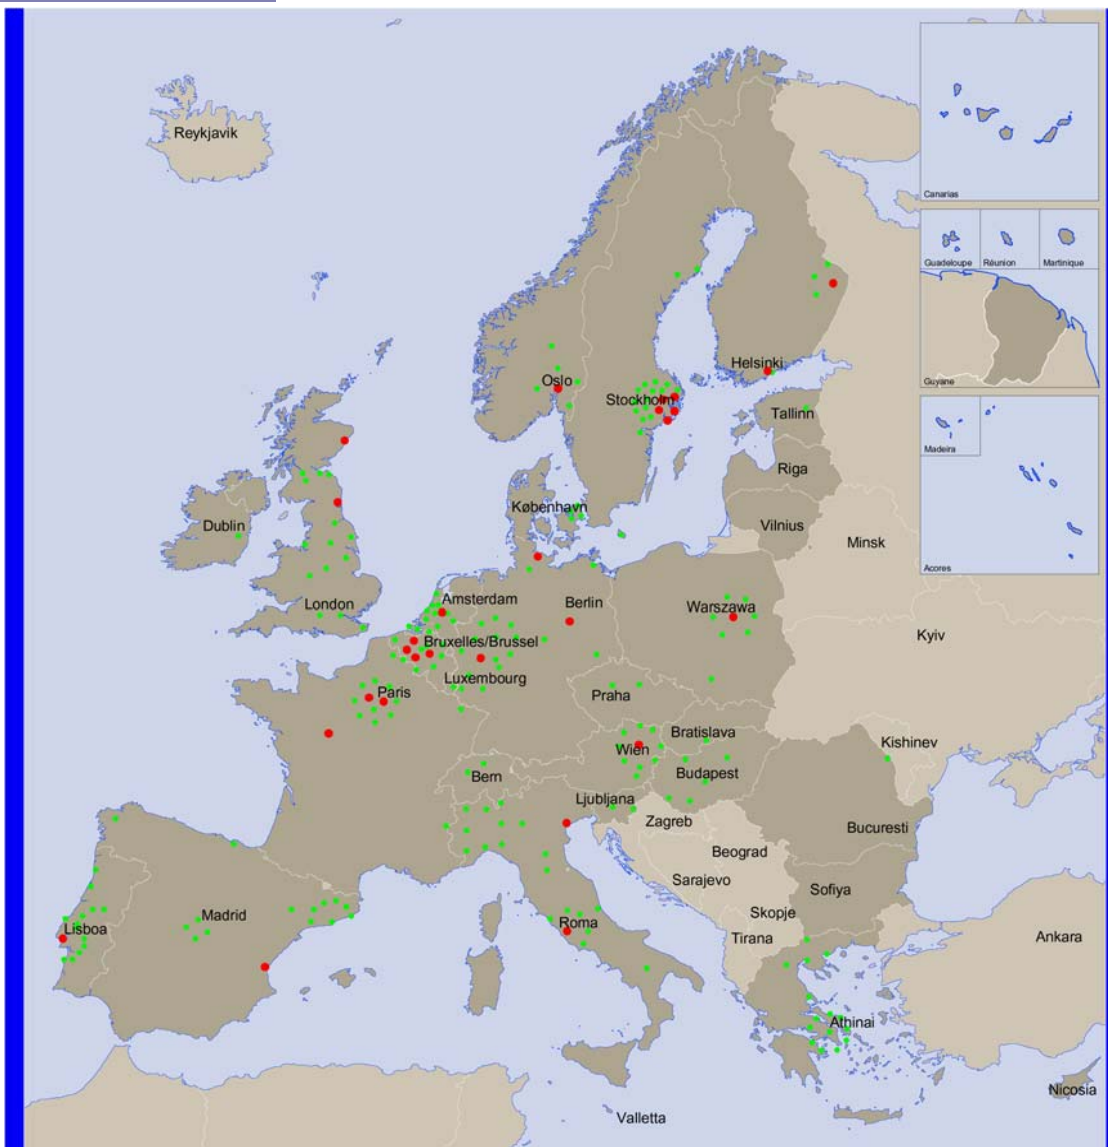 Reykjavik
Canarias
Guadeloupe
Réunion
Martinique
Guyane
Helsinki
Oslo
Stockholm
Tallinn
Madeira
Riga
København
Dublin
Vilnius
Minsk
Acores
London
Amsterdam
Berlin
Warszawa
Kyiv
Bruxelles/Brussel
Luxembourg
Paris
Praha
Bratislava
Kishinev
Wien
Bern
Budapest
Ljubljana
Zagreb
Bucuresti
Beograd
Sarajevo
Sofiya
Madrid
Skopje
Roma
Lisboa
Tirana
Ankara
Athinai
Nicosia
Valletta